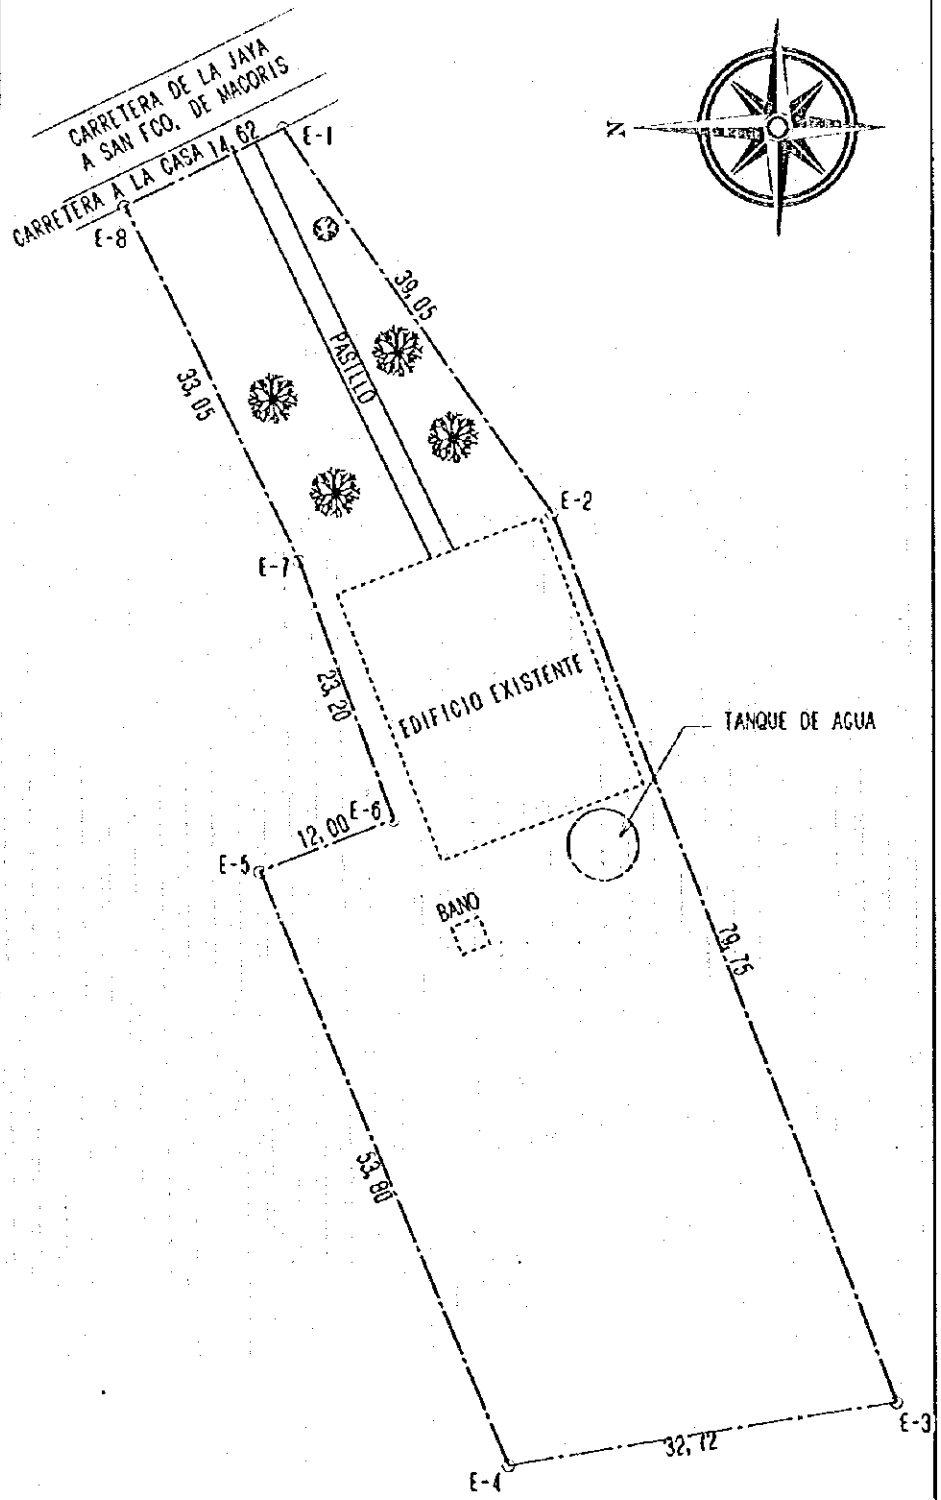 CARRETERA DE LA JAYA
A SAN FCO. DE MACORIS
CARRETERA A LA CASA 14,62
N
E-1
E-8
39,05
33,05
PASILLO
E-2
E-7
23,20
EDIFICIO EXISTENTE
TANQUE DE AGUA
E-6
12,00
E-5
BANO
79,75
53,80
E-3
32,72
E-4